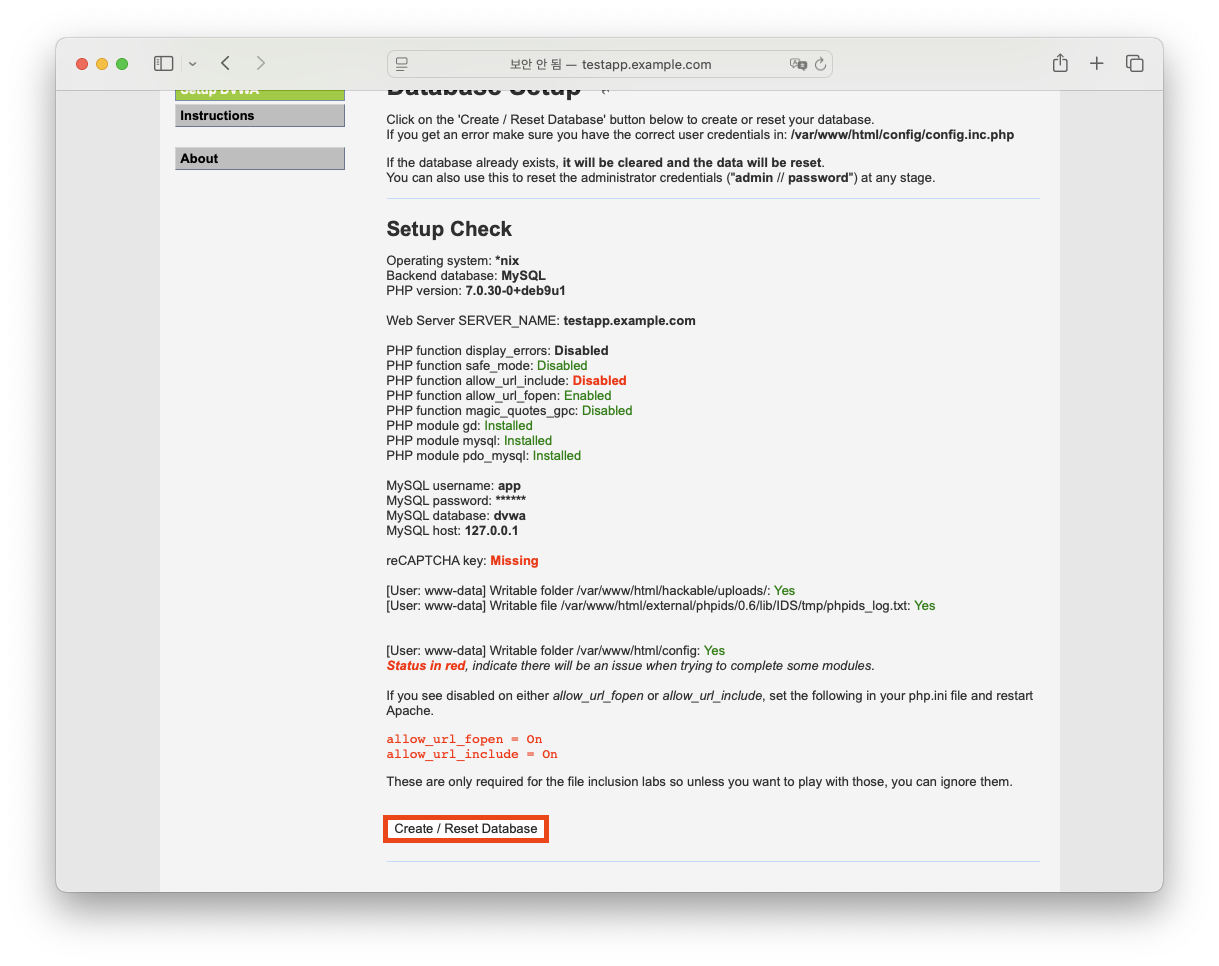 보안 안 됨 — testapp.example.com
Setup DVWA
Instructions
About
Database Setup
Click on the 'Create / Reset Database' button below to create or reset your database.
If you get an error make sure you have the correct user credentials in: /var/www/html/config/config.inc.php
If the database already exists, it will be cleared and the data will be reset.
You can also use this to reset the administrator credentials ("admin // password") at any stage.
Setup Check
Operating system: *nix
Backend database: MySQL
PHP version: 7.0.30-0+deb9u1
Web Server SERVER_NAME: testapp.example.com
PHP function display_errors: Disabled
PHP function safe_mode: Disabled
PHP function allow_url_include: Disabled
PHP function allow_url_fopen: Enabled
PHP function magic_quotes_gpc: Disabled
PHP module gd: Installed
PHP module mysql: Installed
PHP module pdo_mysql: Installed
MySQL username: app
MySQL password: ******
MySQL database: dvwa
MySQL host: 127.0.0.1
reCAPTCHA key: Missing
[User: www-data] Writable folder /var/www/html/hackable/uploads/: Yes
[User: www-data] Writable file /var/www/html/external/phpids/0.6/lib/IDS/tmp/phpids_log.txt: Yes
[User: www-data] Writable folder /var/www/html/config: Yes
Status in red, indicate there will be an issue when trying to complete some modules.
If you see disabled on either allow_url_fopen or allow_url_include, set the following in your php.ini file and restart
Apache.
allow_url_fopen = On
allow_url_include = On
These are only required for the file inclusion labs so unless you want to play with those, you can ignore them.
Create / Reset Database